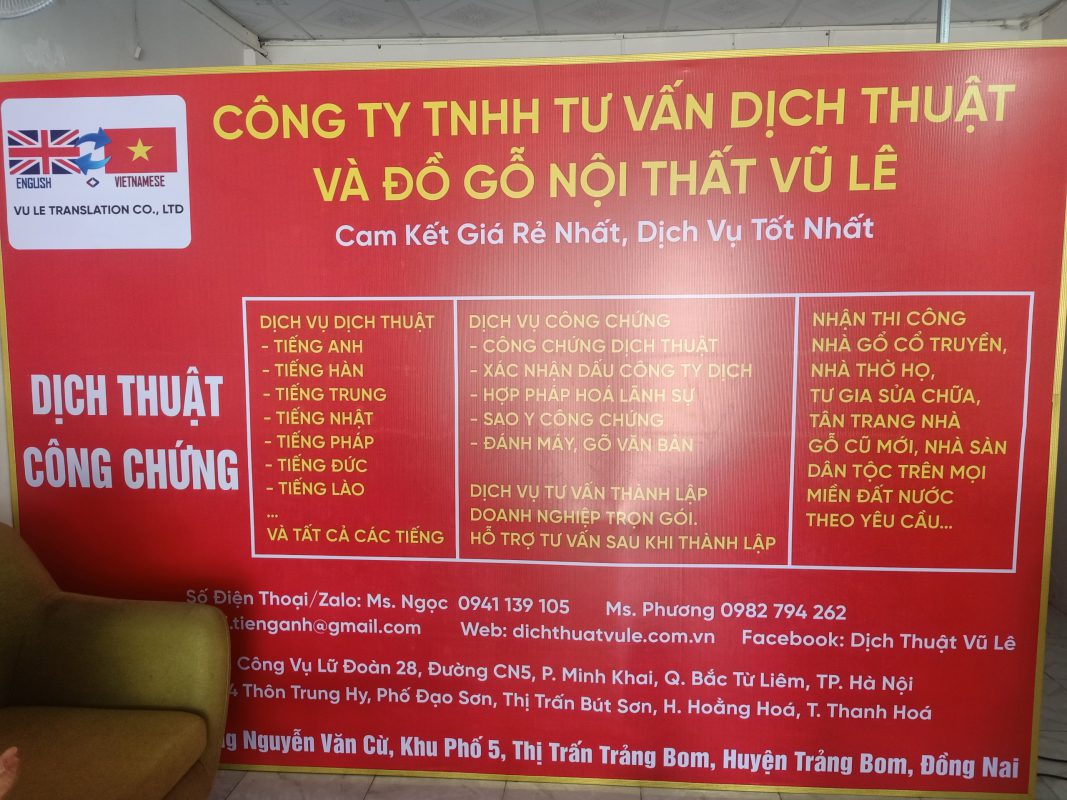 ENGLISH
VIETNAMESE
VU LE TRANSLATION CO., LTD
CÔNG TY TNHH TƯ VẤN DỊCH THUẬT
VÀ ĐỒ GỖ NỘI THẤT VŨ LÊ
Cam Kết Giá Rẻ Nhất, Dịch Vụ Tốt Nhất
DỊCH THUẬT
CÔNG CHỨNG
DỊCH VỤ DỊCH THUẬT
- TIẾNG ANH
- TIẾNG HÀN
- TIẾNG TRUNG
- TIẾNG NHẬT
- TIẾNG PHÁP
- TIẾNG ĐỨC
- TIẾNG LÀO
...
VÀ TẤT CẢ CÁC TIẾNG
DỊCH VỤ CÔNG CHỨNG
- CÔNG CHỨNG DỊCH THUẬT
- XÁC NHẬN DẤU CÔNG TY DỊCH
- HỢP PHÁP HOÁ LÃNH SỰ
- SAO Y CÔNG CHỨNG
- ĐÁNH MÁY, GÕ VĂN BẢN
DỊCH VỤ TƯ VẤN THÀNH LẬP
DOANH NGHIỆP TRỌN GÓI.
HỖ TRỢ TƯ VẤN SAU KHI THÀNH LẬP
NHẬN THI CÔNG
NHÀ GỔ CỔ TRUYỀN,
NHÀ THỜ HỌ,
TƯ GIA SỬA CHỮA,
TÂN TRANG NHÀ
GỖ CŨ MỚI, NHÀ SÀN
DÂN TỘC TRÊN MỌI
MIỀN ĐẤT NƯỚC
THEO YÊU CẦU...
Số Điện Thoại/Zalo: Ms. Ngọc 0941 139 105 Ms. Phương 0982 794 262
.tienganh@gmail.com Web: dichthuatvule.com.vn Facebook: Dịch Thuật Vũ Lê
Công Vụ Lữ Đoàn 28, Đường CN5, P. Minh Khai, Q. Bắc Từ Liêm, TP. Hà Nội
Thôn Trung Hy, Phố Đạo Sơn, Thị Trấn Bút Sơn, H. Hoằng Hoá, T. Thanh Hoá
Nguyễn Văn Cừ, Khu Phố 5, Thị Trấn Trảng Bom, Huyện Trảng Bom, Đồng Nai